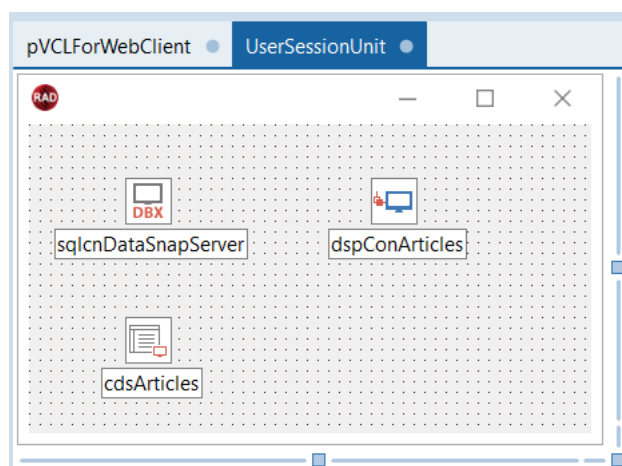 pVCLForWebClient
UserSessionUnit
RAD
DBX
sqlcnDataSnapServer
dspConArticles
cdsArticles